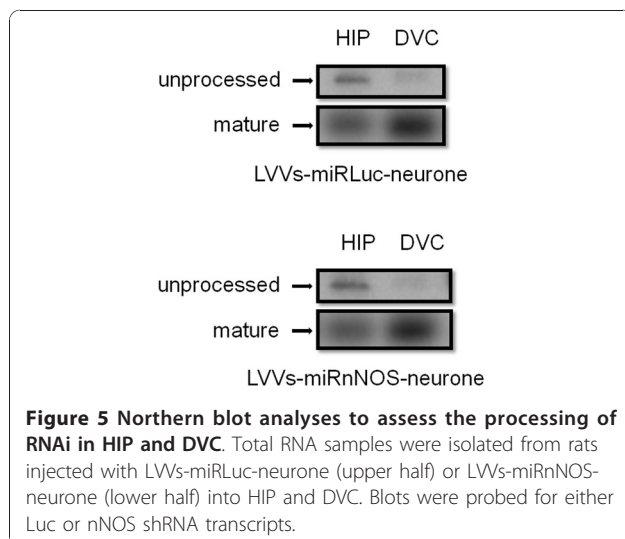 HIP DVC
unprocessed
mature
LVVs-miRLuc-neurone
HIP DVC
unprocessed
mature
LVVs-miRnNOS-neurone
Figure 5 Northern blot analyses to assess the processing of
RNAi in HIP and DVC. Total RNA samples were isolated from rats
injected with LVVs-miRLuc-neurone (upper half) or LVVs-miRnNOS-
neurone (lower half) into HIP and DVC. Blots were probed for either
Luc or nNOS shRNA transcripts.